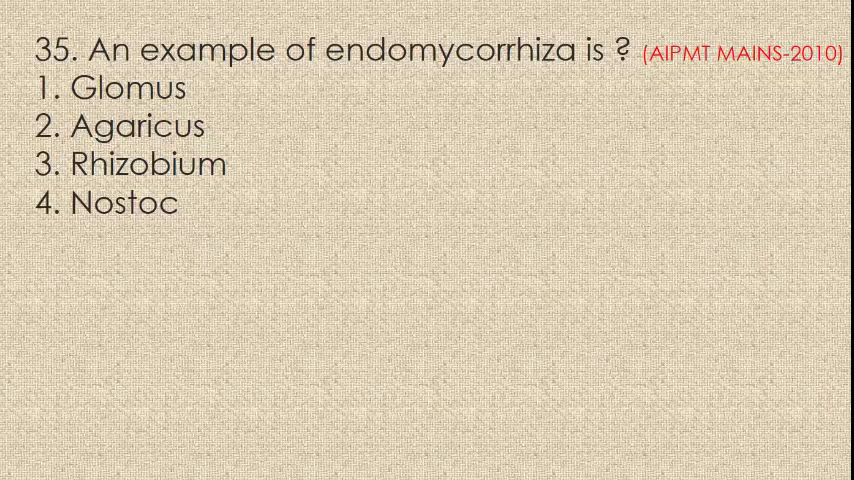 35. An example of endomycorrhiza is ? (AIPMT MAINS-2010)
1. Glomus
2. Agaricus
3. Rhizobium
4. Nostoc